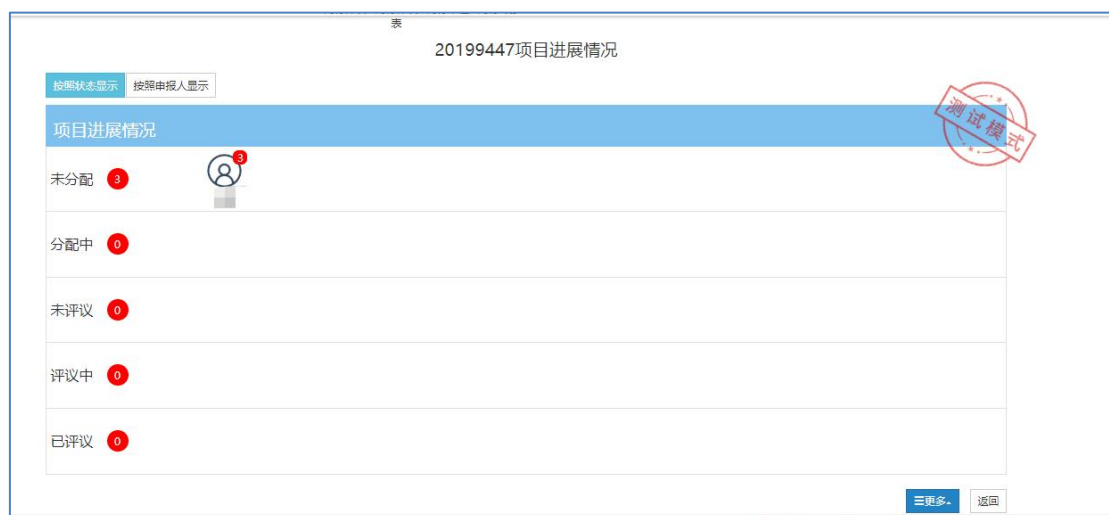 表
20199447项目进展情况
按照状态显示 按照申报人显示
项目进展情况
测试模式
未分配 3 3
分配中 0
未评议 0
评议中 0
已评议 0
更多 返回